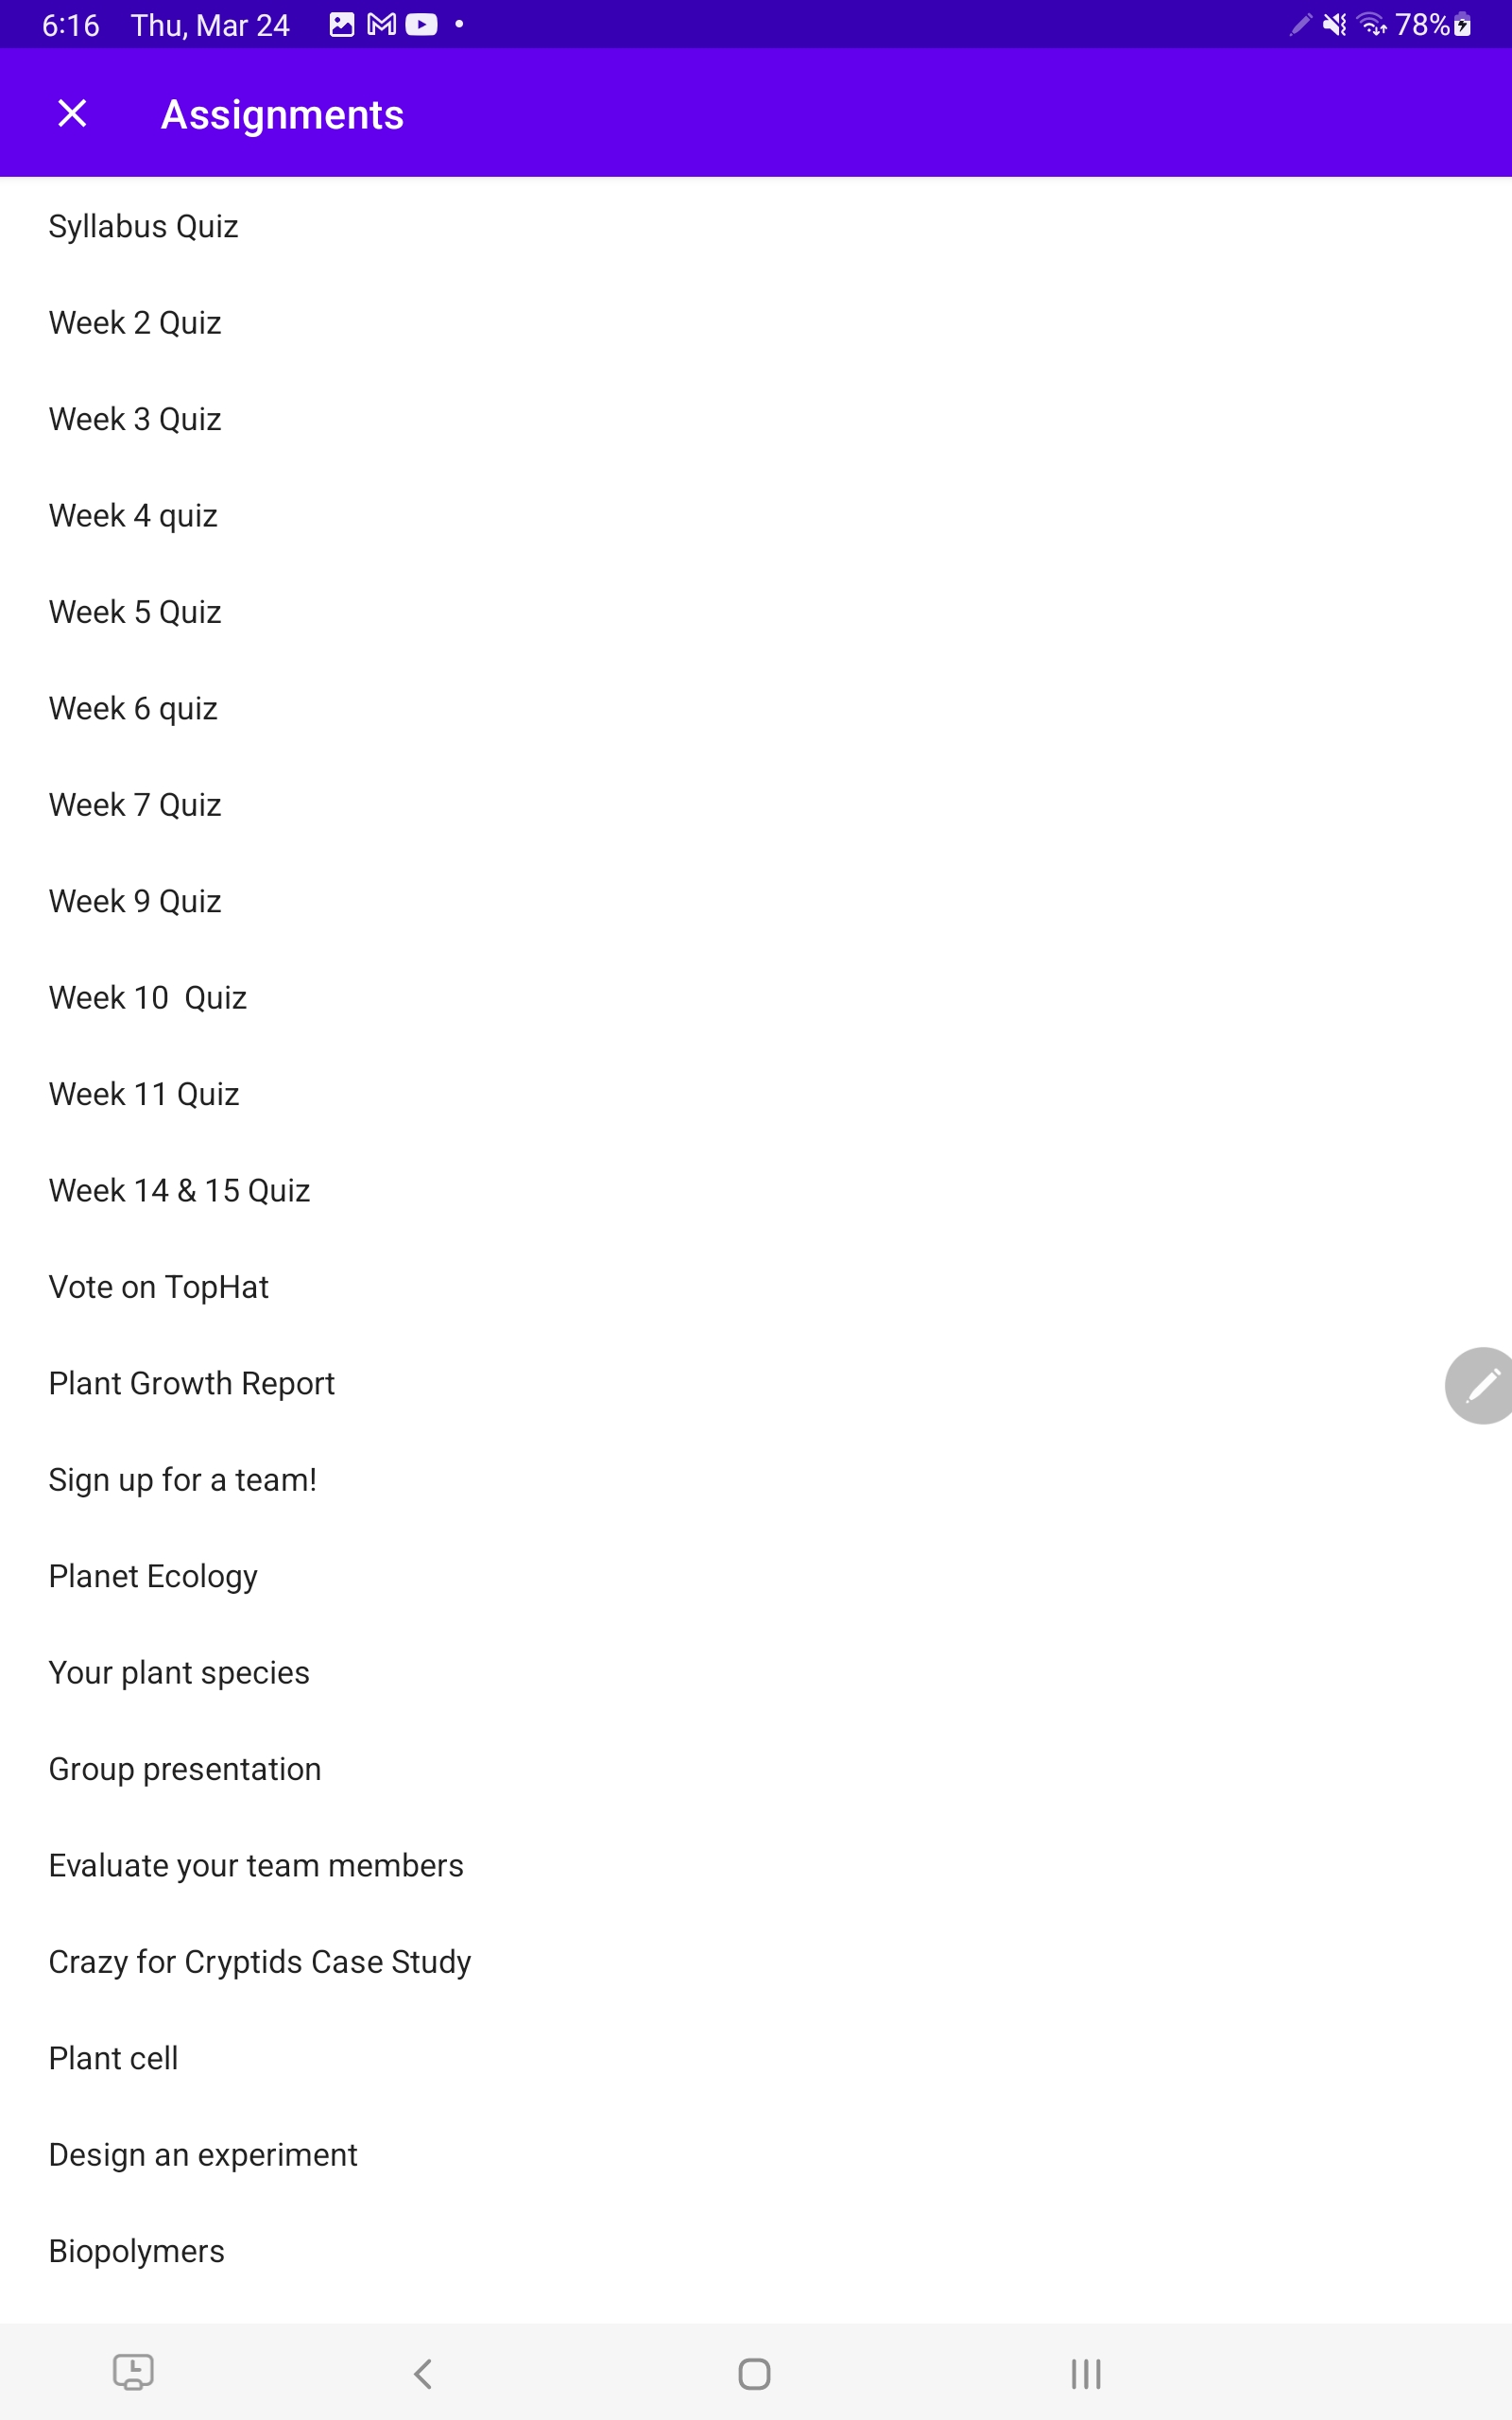 6:16 Thu, Mar 24 78%
Assignments
Syllabus Quiz
Week 2 Quiz
Week 3 Quiz
Week 4 quiz
Week 5 Quiz
Week 6 quiz
Week 7 Quiz
Week 9 Quiz
Week 10  Quiz
Week 11 Quiz
Week 14 & 15 Quiz
Vote on TopHat
Plant Growth Report
Sign up for a team!
Planet Ecology
Your plant species
Group presentation
Evaluate your team members
Crazy for Cryptids Case Study
Plant cell
Design an experiment
Biopolymers